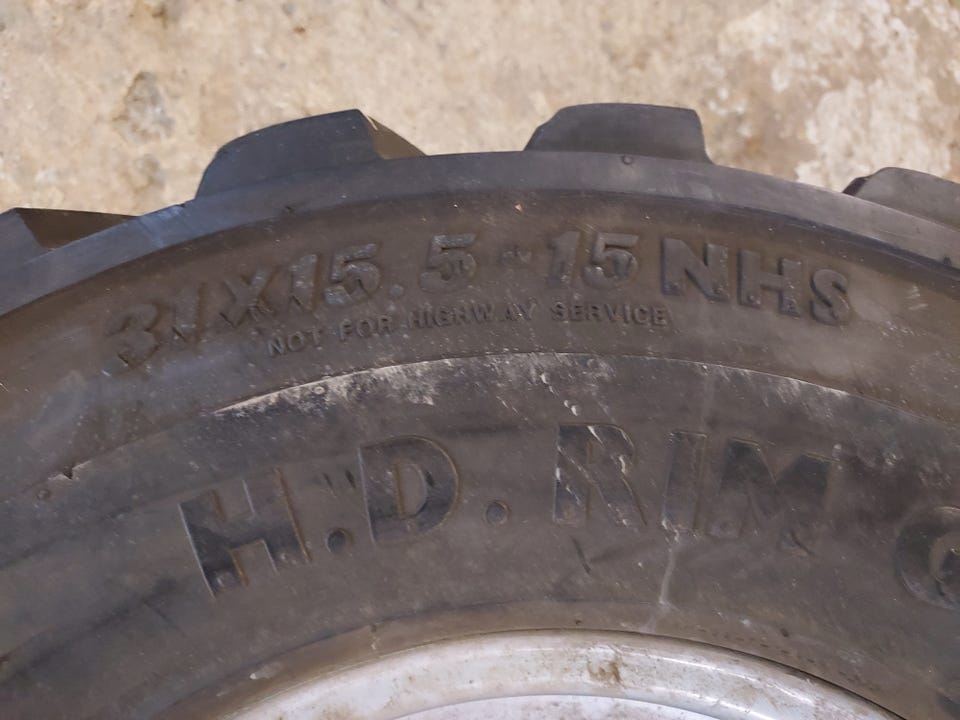 31X15.5-15 NHS
NOT FOR HIGHWAY SERVICE
H.D. RIM